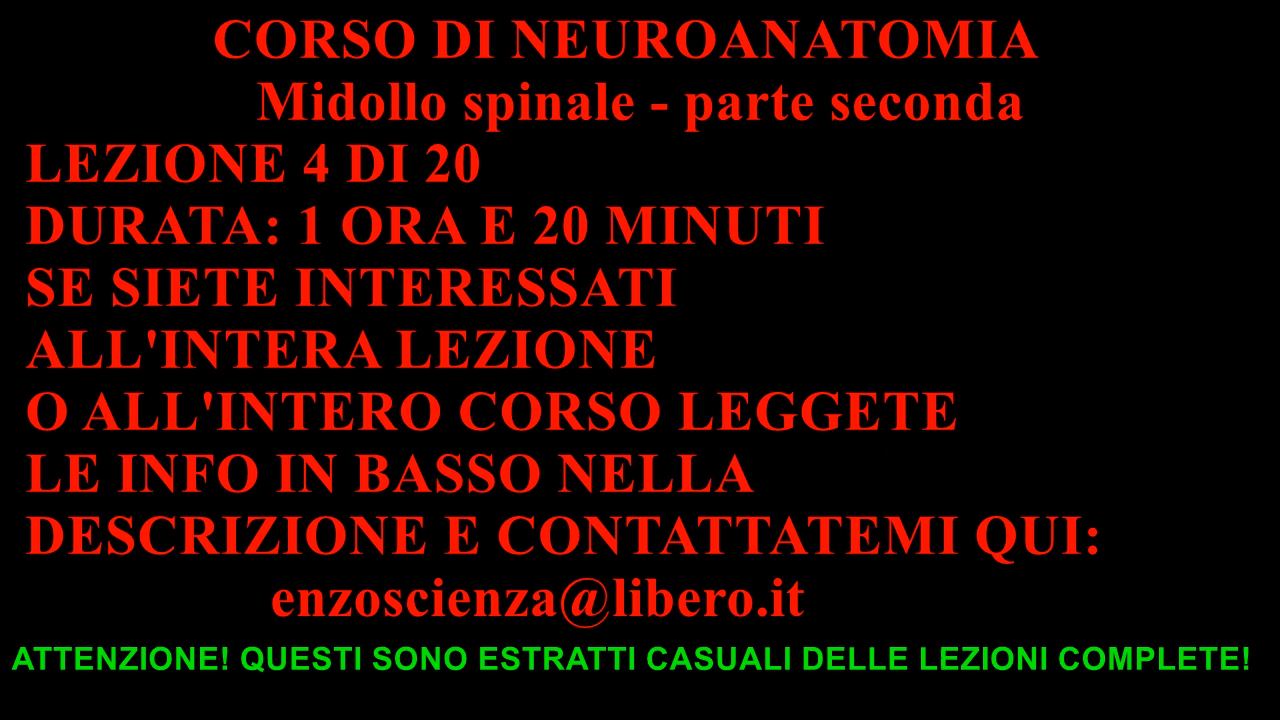 CORSO DI NEUROANATOMIA
Midollo spinale - parte seconda
LEZIONE 4 DI 20
DURATA: 1 ORA E 20 MINUTI
SE SIETE INTERESSATI
ALL'INTERA LEZIONE
O ALL'INTERO CORSO LEGGETE
LE INFO IN BASSO NELLA
DESCRIZIONE E CONTATTATEMI QUI:
enzoscienza@libero.it
ATTENZIONE! QUESTI SONO ESTRATTI CASUALI DELLE LEZIONI COMPLETE!